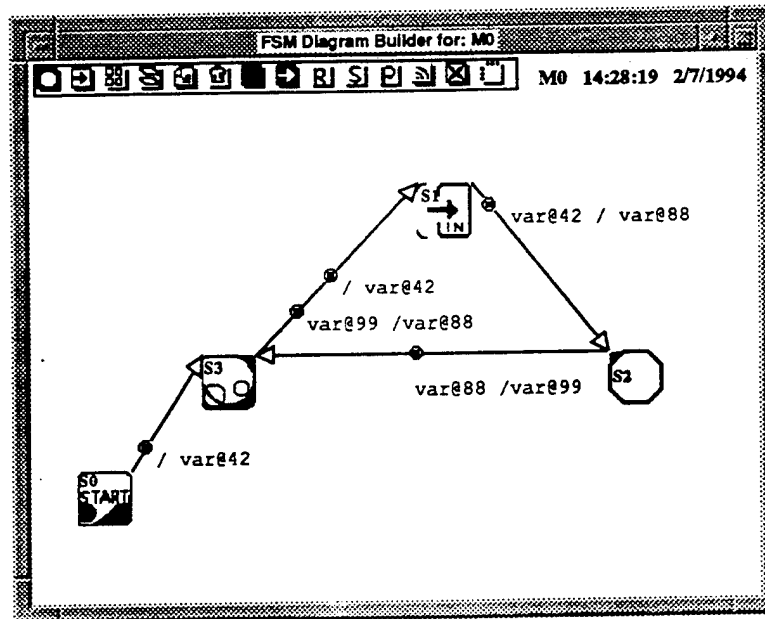 FSM Diagram Builder for: M0
R S P M0 14:28:19 2/7/1994
S1
IN
var@42 / var@88
/ var@42
var@99 /var@88
S3
S2
var@88 /var@99
/ var@42
S0
START